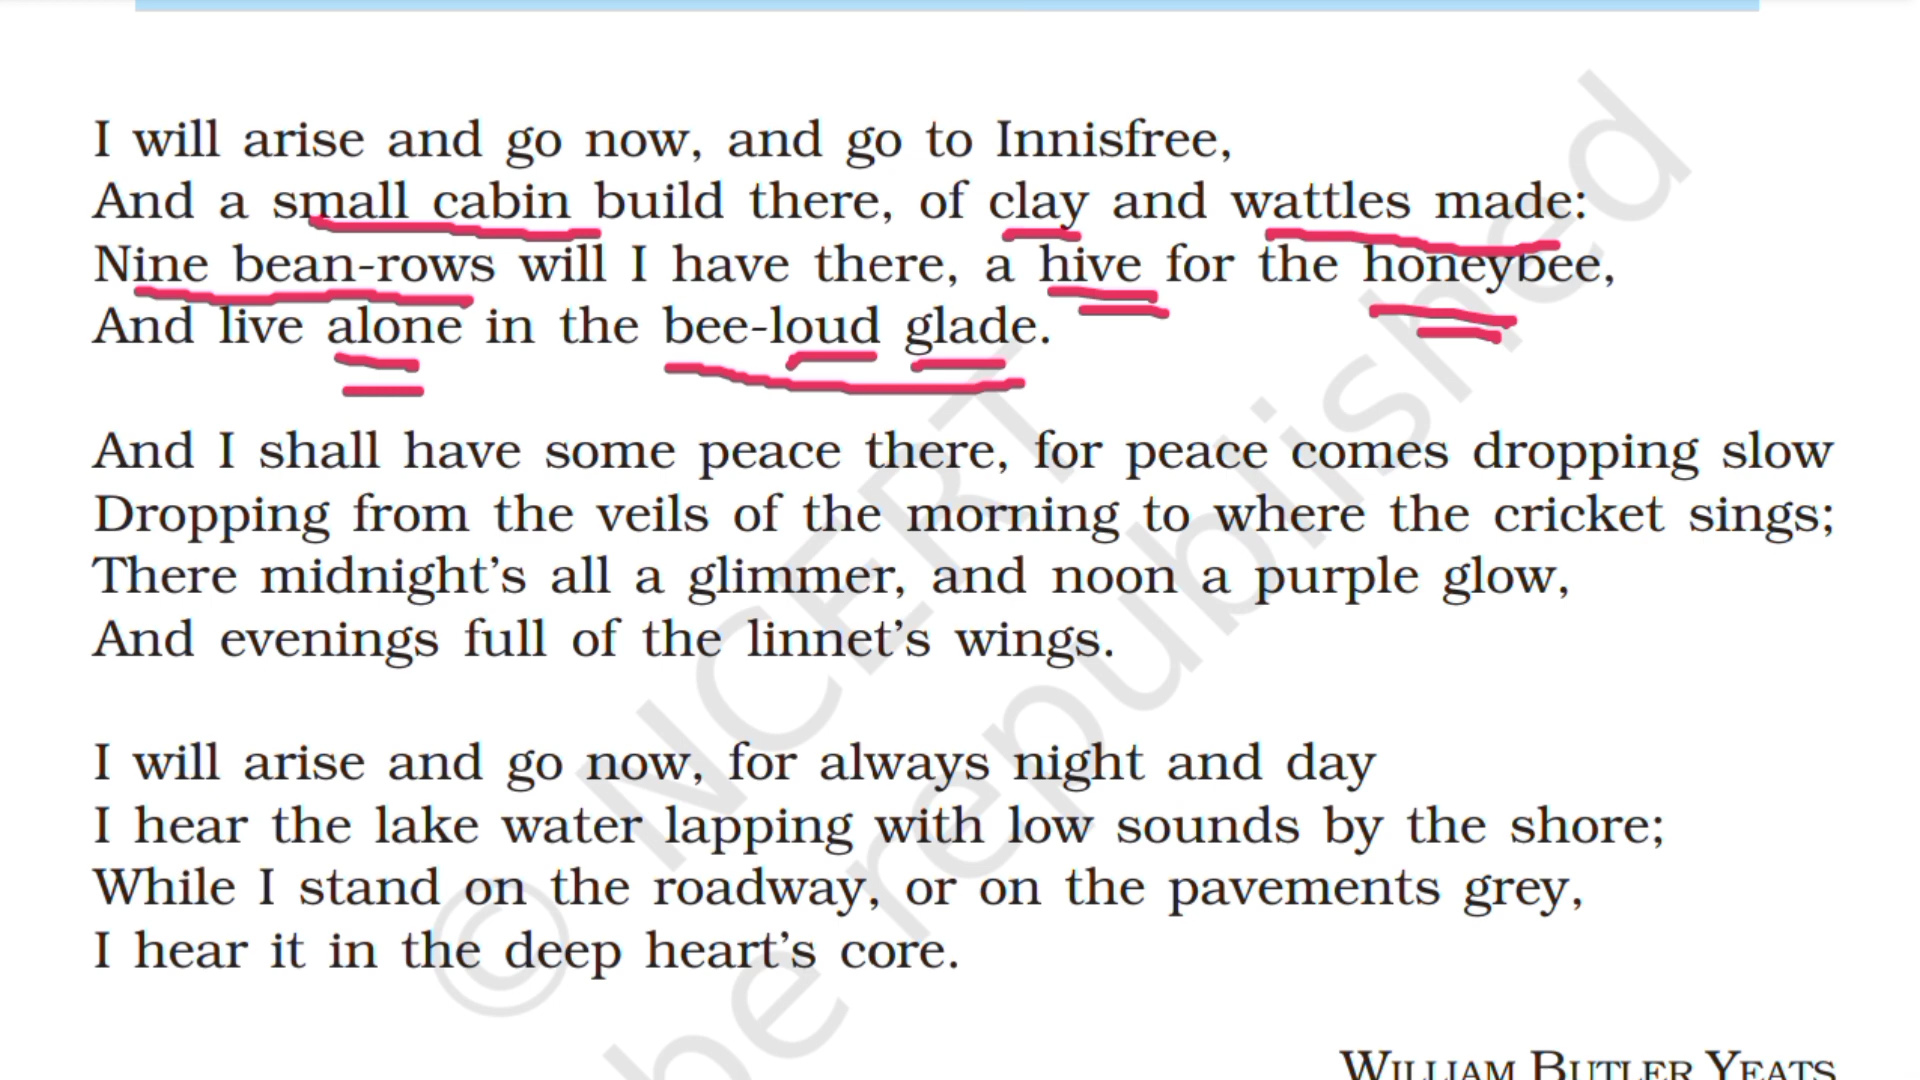 I will arise and go now, and go to Innisfree,
And a small cabin build there, of clay and wattles made:
Nine bean-rows will I have there, a hive for the honeybee,
And live alone in the bee-loud glade.
And I shall have some peace there, for peace comes dropping slow
Dropping from the veils of the morning to where the cricket sings;
There midnight’s all a glimmer, and noon a purple glow,
And evenings full of the linnet’s wings.
I will arise and go now, for always night and day
I hear the lake water lapping with low sounds by the shore;
While I stand on the roadway, or on the pavements grey,
I hear it in the deep heart’s core.
WILLIAM BUTLER YEATS
© NCERT
be republished